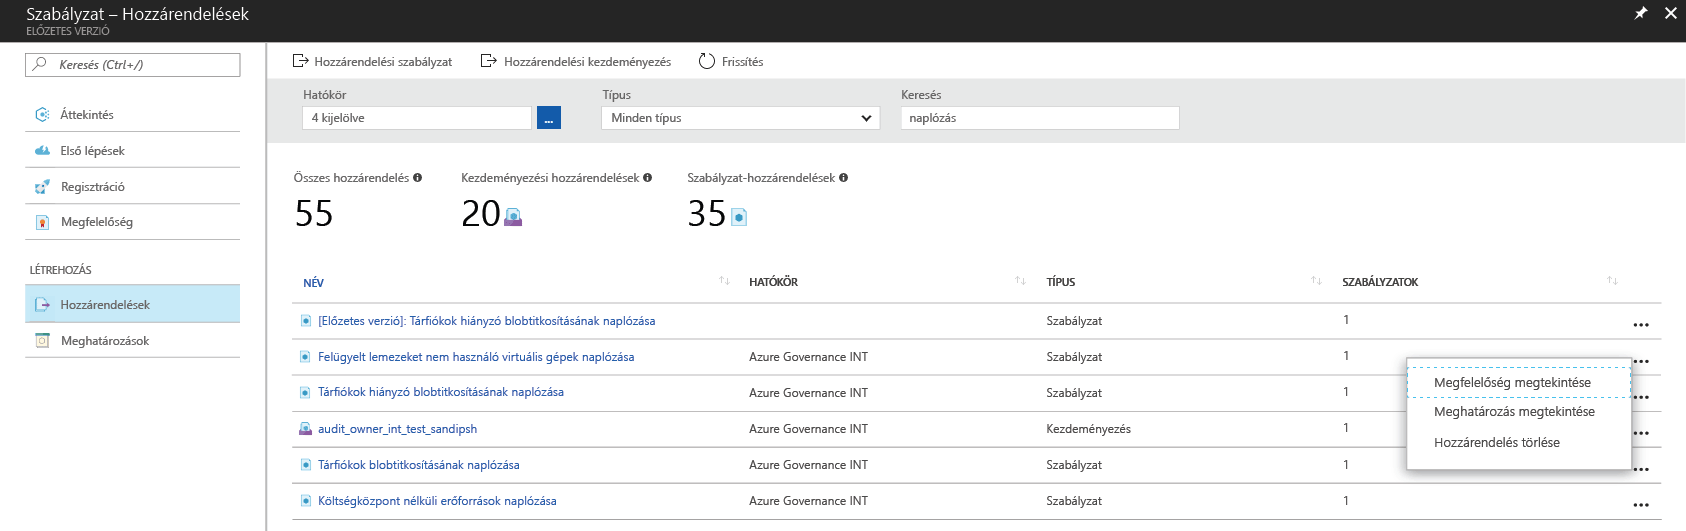 Szabályzat – Hozzárendelések
ELŐZETES VERZIÓ
Keresés (Ctrl+/)
Áttekintés
Első lépések
Regisztráció
Megfelelőség
LÉTREHOZÁS
Hozzárendelések
Meghatározások
Hozzárendelési szabályzat Hozzárendelési kezdeményezés Frissítés
Hatókör Típus Keresés
4 kijelölve ... Minden típus naplózás
Összes hozzárendelés Kezdeményezési hozzárendelések Szabályzat-hozzárendelések
55 20 35
NÉV HATÓKÖR TÍPUS SZABÁLYZATOK
[Előzetes verzió]: Tárfiókok hiányzó blobtitkosításának naplózása Szabályzat 1
Felügyelt lemezeket nem használó virtuális gépek naplózása Azure Governance INT Szabályzat 1
Tárfiókok hiányzó blobtitkosításának naplózása Azure Governance INT Szabályzat 1
audit_owner_int_test_sandipsh Azure Governance INT Kezdeményezés 1
Tárfiókok blobtitkosításának naplózása Azure Governance INT Szabályzat 1
Költségközpont nélküli erőforrások naplózása Azure Governance INT Szabályzat 1
Megfelelőség megtekintése
Meghatározás megtekintése
Hozzárendelés törlése